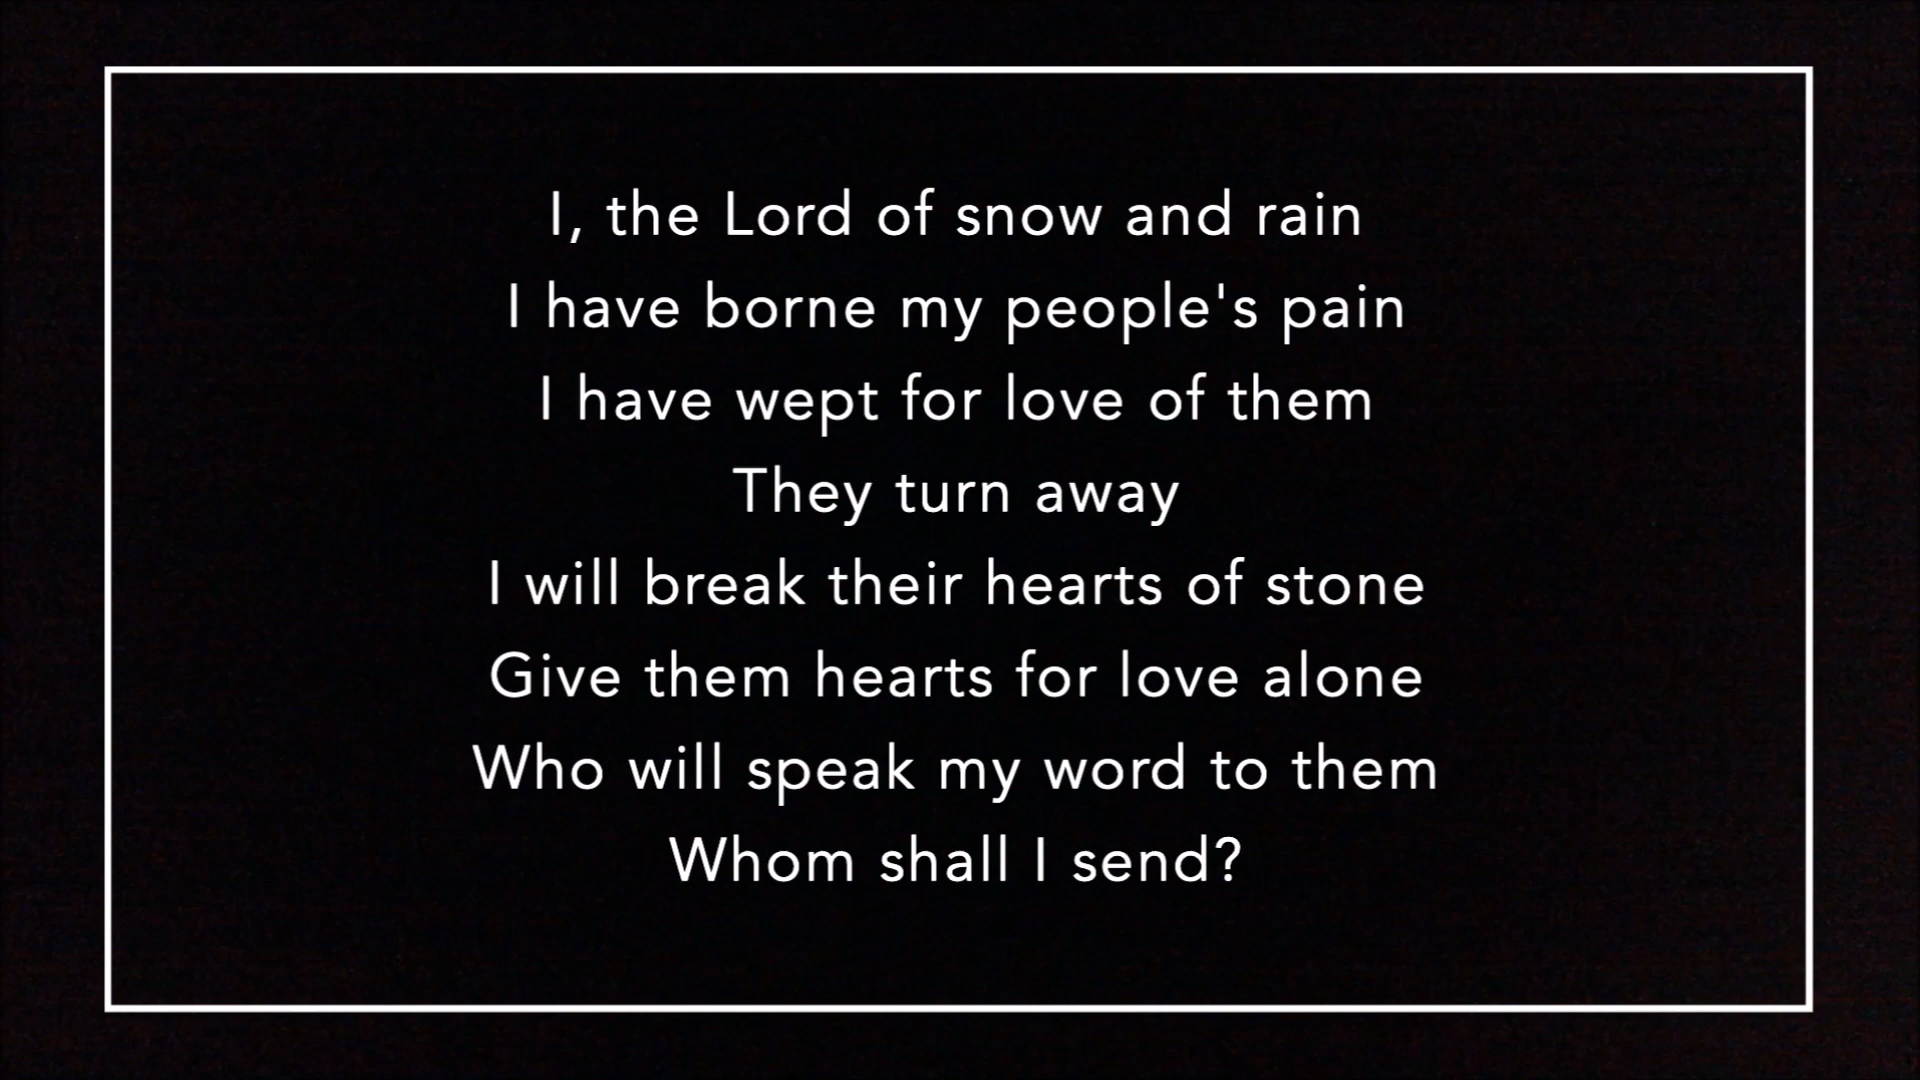 I, the Lord of snow and rain
I have borne my people's pain
I have wept for love of them
They turn away
I will break their hearts of stone
Give them hearts for love alone
Who will speak my word to them
Whom shall I send?